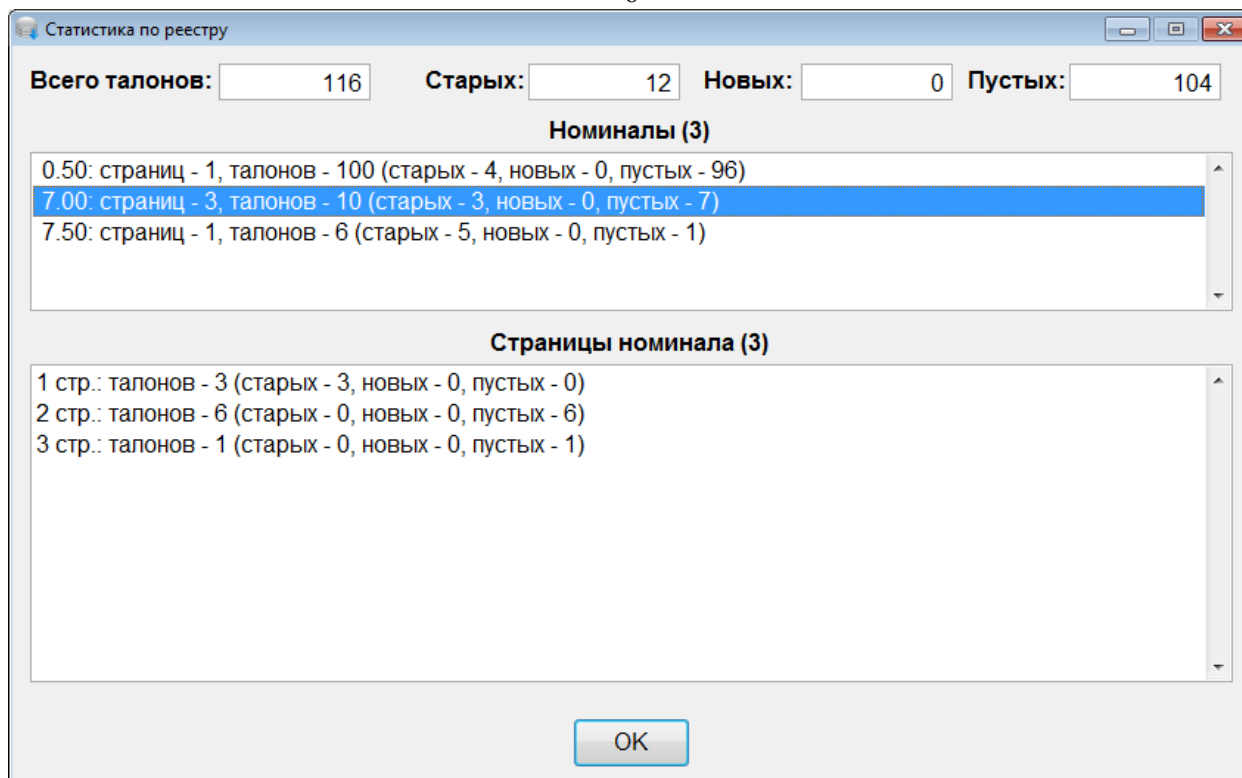 Статистика по реестру
Всего талонов: 116 Старых: 12 Новых: 0 Пустых: 104
Номиналы (3)
0.50: страниц - 1, талонов - 100 (старых - 4, новых - 0, пустых - 96)
7.00: страниц - 3, талонов - 10 (старых - 3, новых - 0, пустых - 7)
7.50: страниц - 1, талонов - 6 (старых - 5, новых - 0, пустых - 1)
Страницы номинала (3)
1 стр.: талонов - 3 (старых - 3, новых - 0, пустых - 0)
2 стр.: талонов - 6 (старых - 0, новых - 0, пустых - 6)
3 стр.: талонов - 1 (старых - 0, новых - 0, пустых - 1)
OK